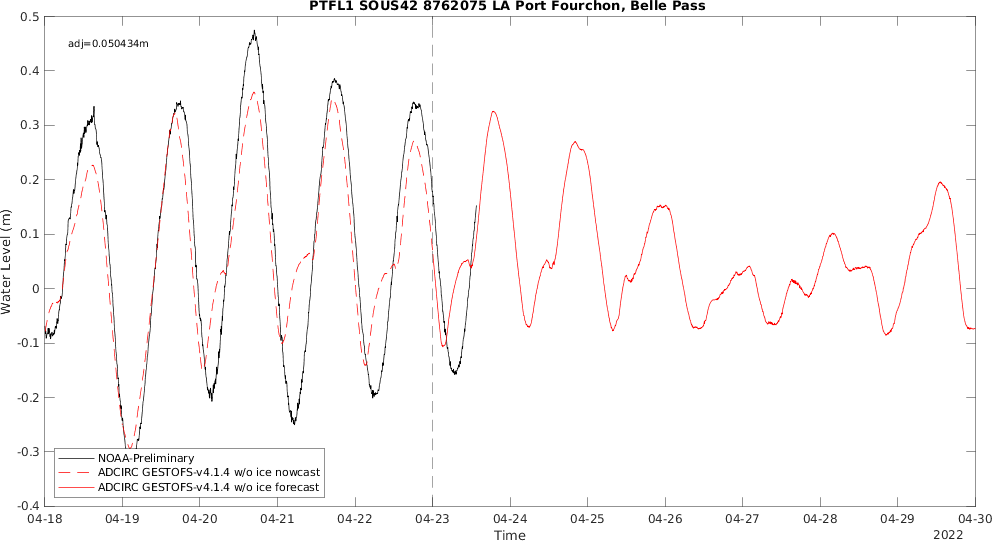 PTFL1 SOUS42 8762075 LA Port Fourchon, Belle Pass
adj=0.050434m
0.5
0.4
0.3
0.2
0.1
0
-0.1
-0.2
-0.3
-0.4
Water Level (m)
NOAA-Preliminary
ADCIRC GESTOFS-v4.1.4 w/o ice nowcast
ADCIRC GESTOFS-v4.1.4 w/o ice forecast
04-18 04-19 04-20 04-21 04-22 04-23 04-24 04-25 04-26 04-27 04-28 04-29 04-30
Time
2022